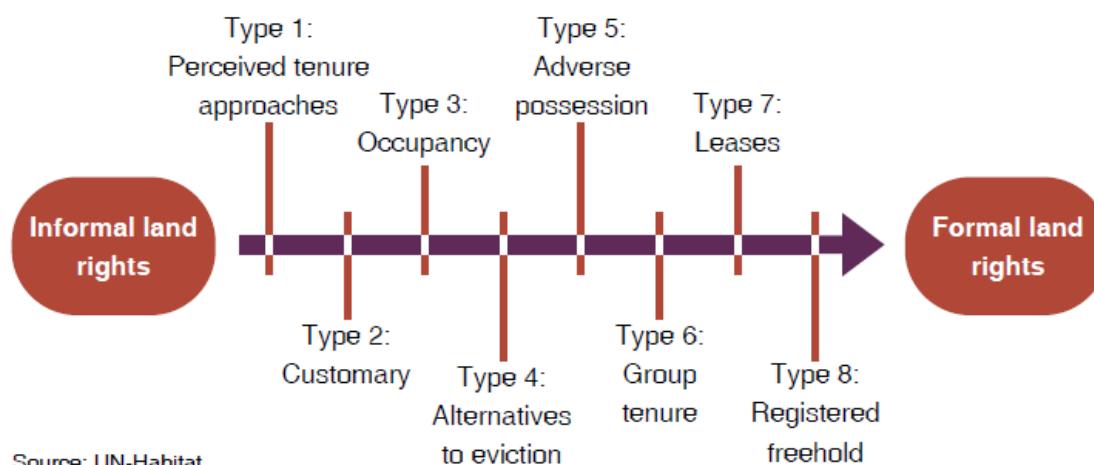 Type 1:
Perceived tenure
approaches
Type 3:
Occupancy
Type 5:
Adverse
possession
Type 7:
Leases
Informal land
rights
Formal land
rights
Type 2:
Customary
Type 4:
Alternatives
to eviction
Type 6:
Group
tenure
Type 8:
Registered
freehold
Source: UN-Habitat